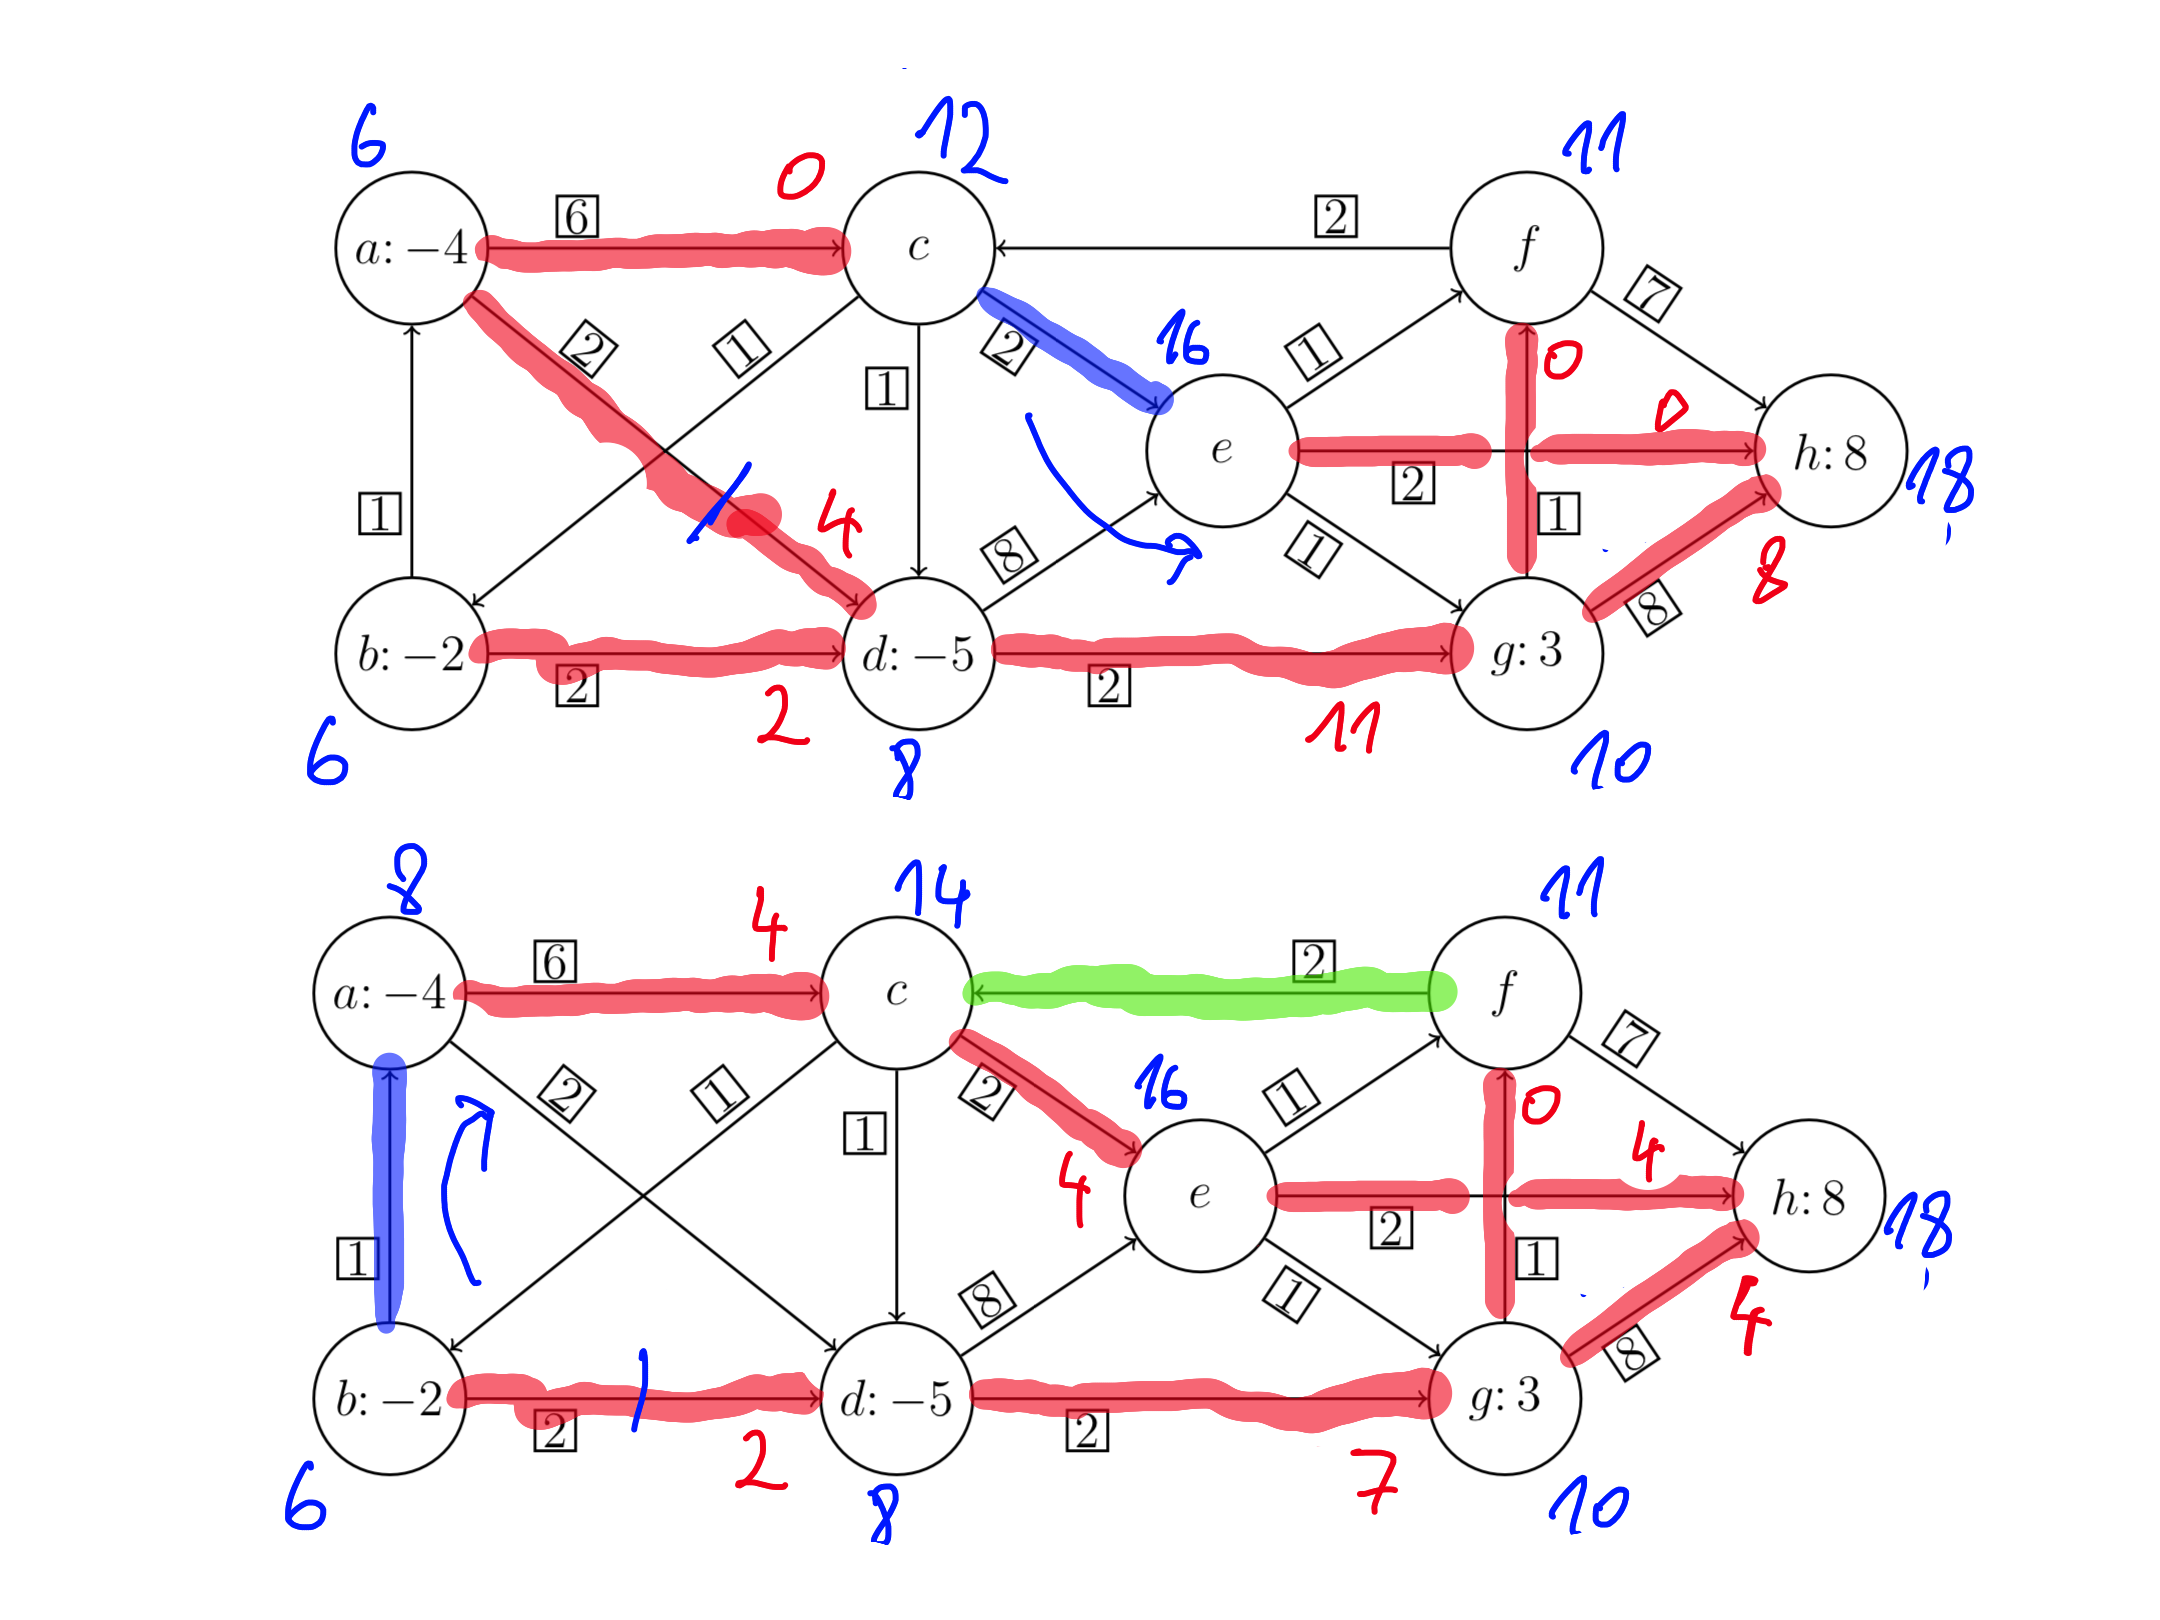 6 12 11
6 0 2
a: −4 c f
7
2 1 1 2 16 1 0 0
e h: 8 18
1 4 8 2 1 1 8
8
b: −2 d: −5 g: 3
2 2 2 11
6 8 10
8 14 11
4
6 2
a: −4 c f
7
2 1 1 2 16 1 0 4
4 e h: 8 18
1 8 2 1 1 4
8
b: −2 d: −5 g: 3
2 2 2 7
6 8 10